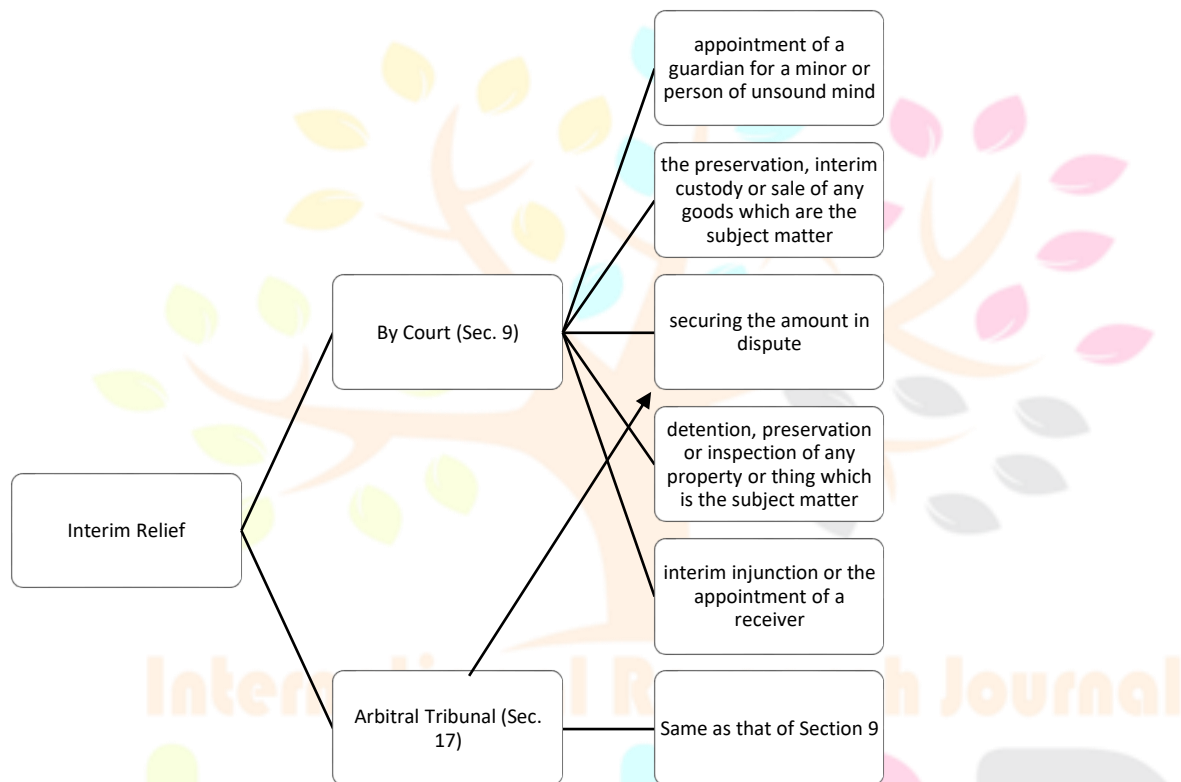 appointment of a
guardian for a minor or
person of unsound mind
the preservation, interim
custody or sale of any
goods which are the
subject matter
By Court (Sec. 9)
securing the amount in
dispute
detention, preservation
or inspection of any
property or thing which
is the subject matter
Interim Relief
interim injunction or the
appointment of a
receiver
Arbitral Tribunal (Sec.
17)
Same as that of Section 9
Journal